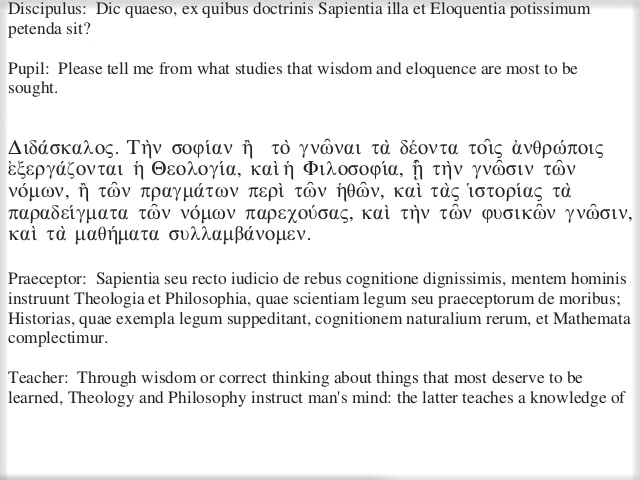 Discipulus: Dic quaeso, ex quibus doctrinis Sapientia illa et Eloquentia potissimum
petenda sit?
Pupil: Please tell me from what studies that wisdom and eloquence are most to be
sought.
Διδάσκαλος. Τὴν σοφίαν ἢ τὸ γνῶναι τὰ δέοντα τοῖς ἀνθρώποις
ἐξεργάζονται ἡ Θεολογία, καὶ ἡ Φιλοσοφία, ᾗ τὴν γνῶσιν τῶν
νόμων, ἢ τῶν πραγμάτων περὶ τῶν ἠθῶν, καὶ τὰς ἱστορίας τὰ
παραδείγματα τῶν νόμων παρεχούσας, καὶ τὴν τῶν φυσικῶν γνῶσιν,
καὶ τὰ μαθήματα συλλαμβάνομεν.
Praeceptor: Sapientia seu recto iudicio de rebus cognitione dignissimis, mentem hominis
instruunt Theologia et Philosophia, quae scientiam legum seu praeceptorum de moribus;
Historias, quae exempla legum suppeditant, cognitionem naturalium rerum, et Mathemata
complectimur.
Teacher: Through wisdom or correct thinking about things that most deserve to be
learned, Theology and Philosophy instruct man's mind: the latter teaches a knowledge of